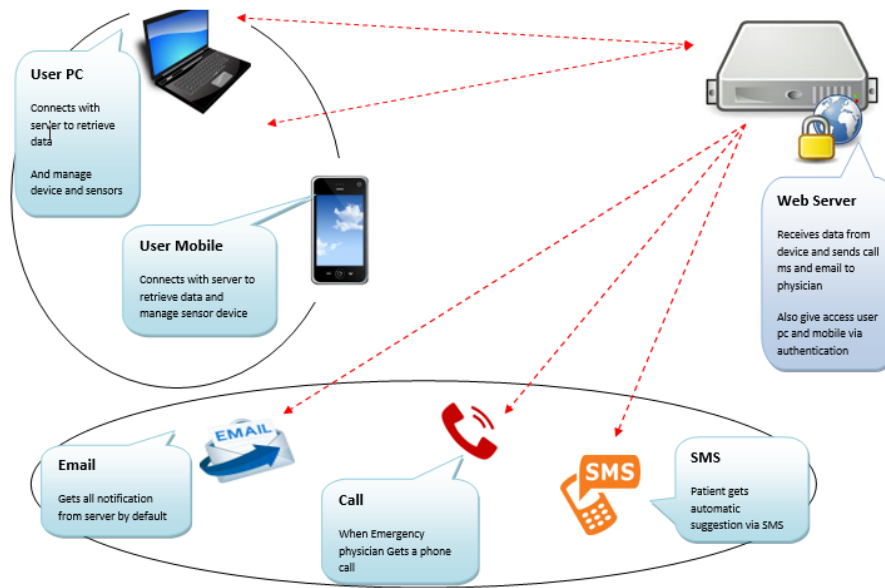 User PC
Connects with
server to retrieve
data
And manage
device and sensors
User Mobile
Connects with server to
retrieve data and
manage sensor device
Web Server
Receives data from
device and sends call
ms and email to
physician
Also give access user
pc and mobile via
authentication
EMAIL
Email
Gets all notification
from server by default
Call
When Emergency
physician Gets a phone
call
SMS
SMS
Patient gets
automatic
suggestion via SMS